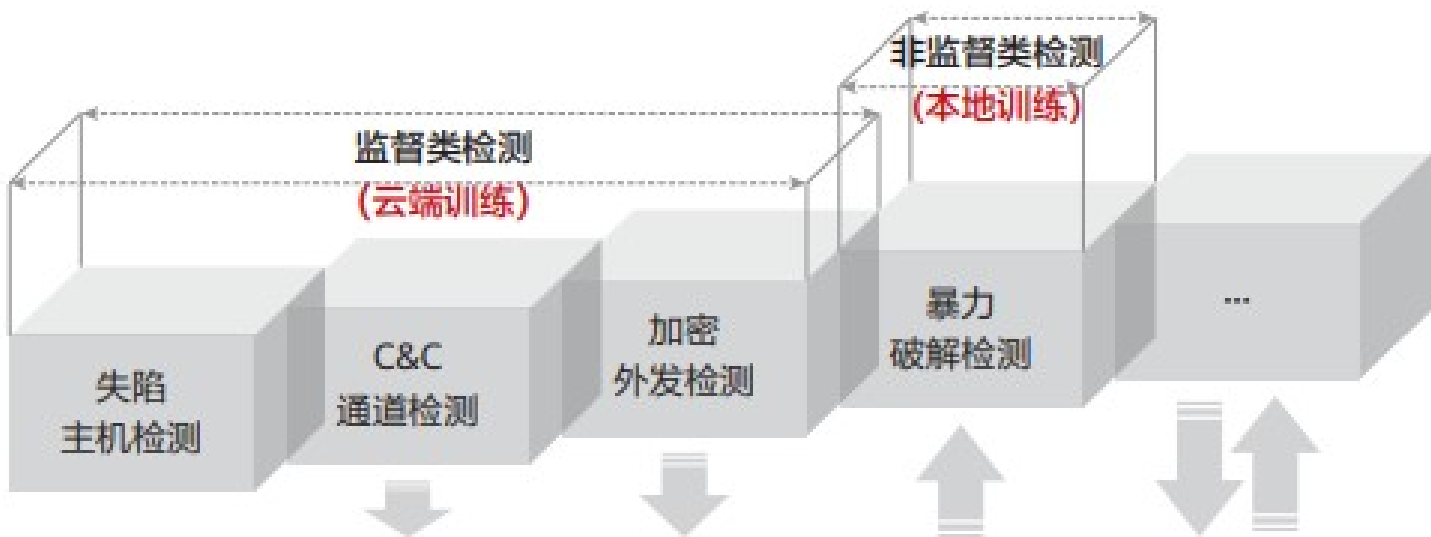 非监督类检测
(本地训练)
监督类检测
(云端训练)
失陷
主机检测
C&C
通道检测
加密
外发检测
暴力
破解检测
...